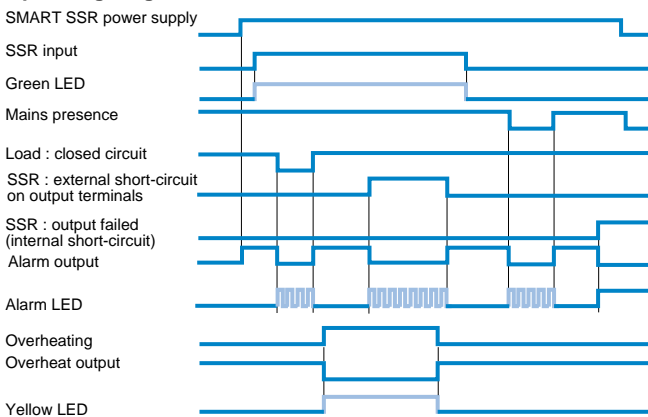 SMART SSR power supply
SSR input
Green LED
Mains presence
Load : closed circuit
SSR : external short-circuit
on output terminals
SSR : output failed
(internal short-circuit)
Alarm output
Alarm LED
Overheating
Overheat output
Yellow LED